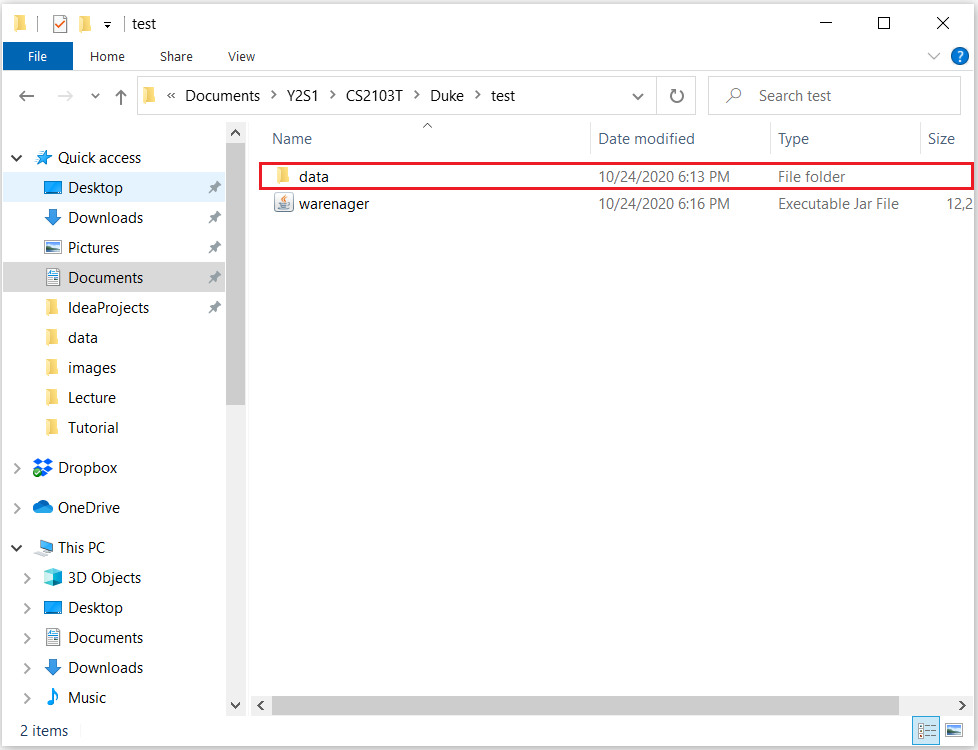 test
File Home Share View
« Documents > Y2S1 > CS2103T > Duke > test Search test
Name Date modified Type Size
data 10/24/2020 6:13 PM File folder
warenager 10/24/2020 6:16 PM Executable Jar File 12,2
Quick access
Desktop
Downloads
Pictures
Documents
IdeaProjects
data
images
Lecture
Tutorial
Dropbox
OneDrive
This PC
3D Objects
Desktop
Documents
Downloads
Music
2 items